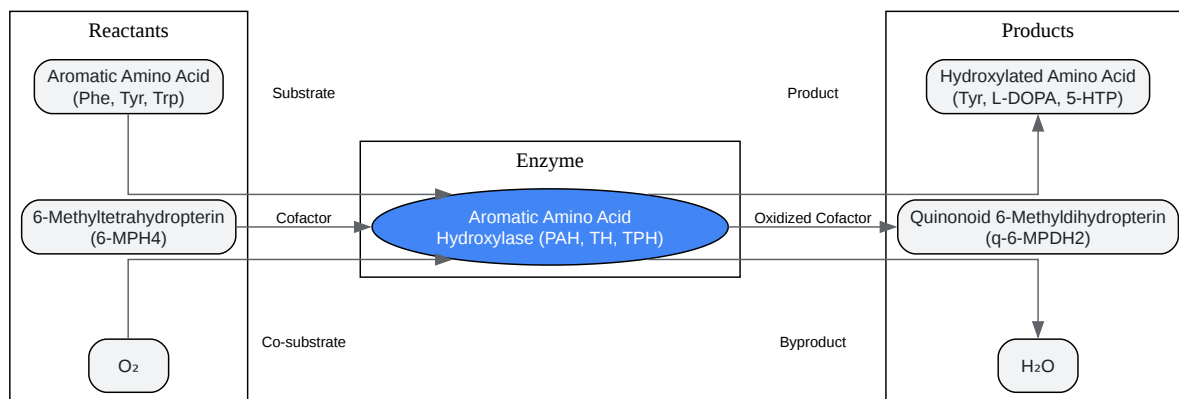 Reactants
Aromatic Amino Acid
(Phe, Tyr, Trp)
6-Methyltetrahydropterin
(6-MPH4)
O₂
Substrate
Cofactor
Co-substrate
Enzyme
Aromatic Amino Acid
Hydroxylase (PAH, TH, TPH)
Product
Oxidized Cofactor
Byproduct
Products
Hydroxylated Amino Acid
(Tyr, L-DOPA, 5-HTP)
Quinonoid 6-Methyldihydropterin
(q-6-MPDH2)
H₂O